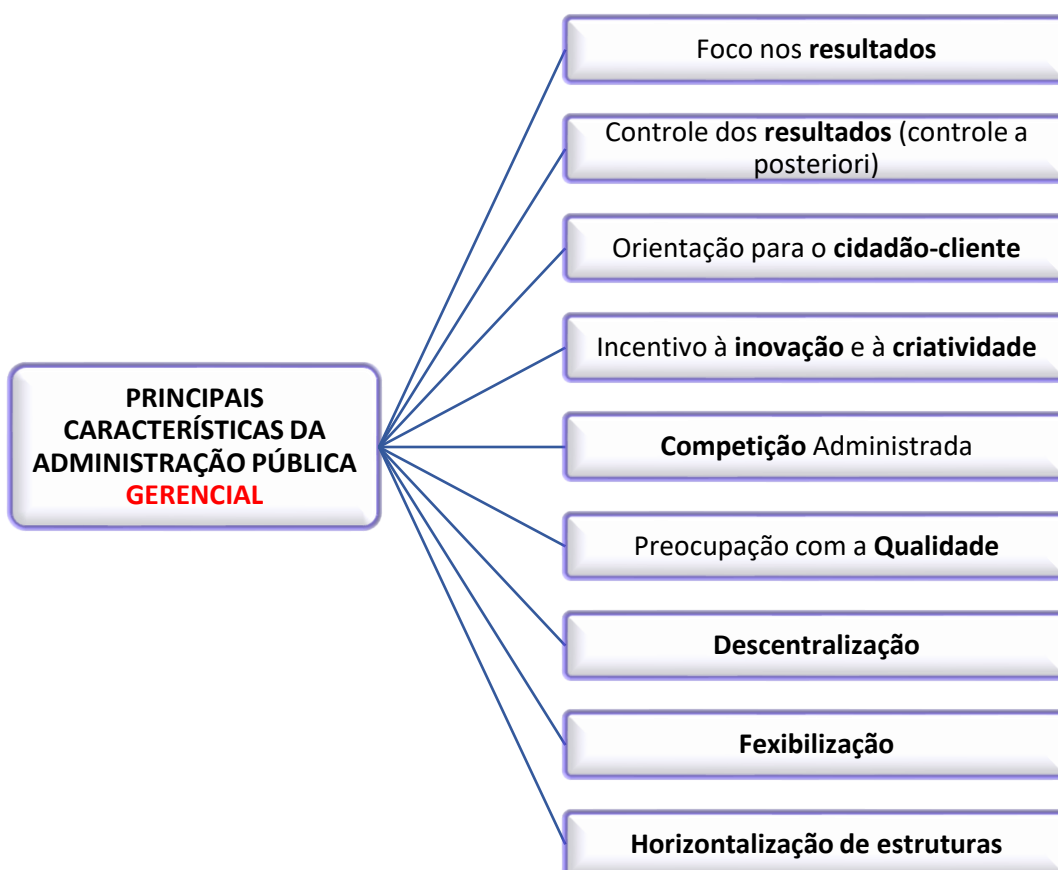 Foco nos resultados
Controle dos resultados (controle a
posteriori)
Orientação para o cidadão-cliente
Incentivo à inovação e à criatividade
PRINCIPAIS
CARACTERÍSTICAS DA
ADMINISTRAÇÃO PÚBLICA
GERENCIAL
Competição Administrada
Preocupação com a Qualidade
Descentralização
Fexibilização
Horizontalização de estruturas